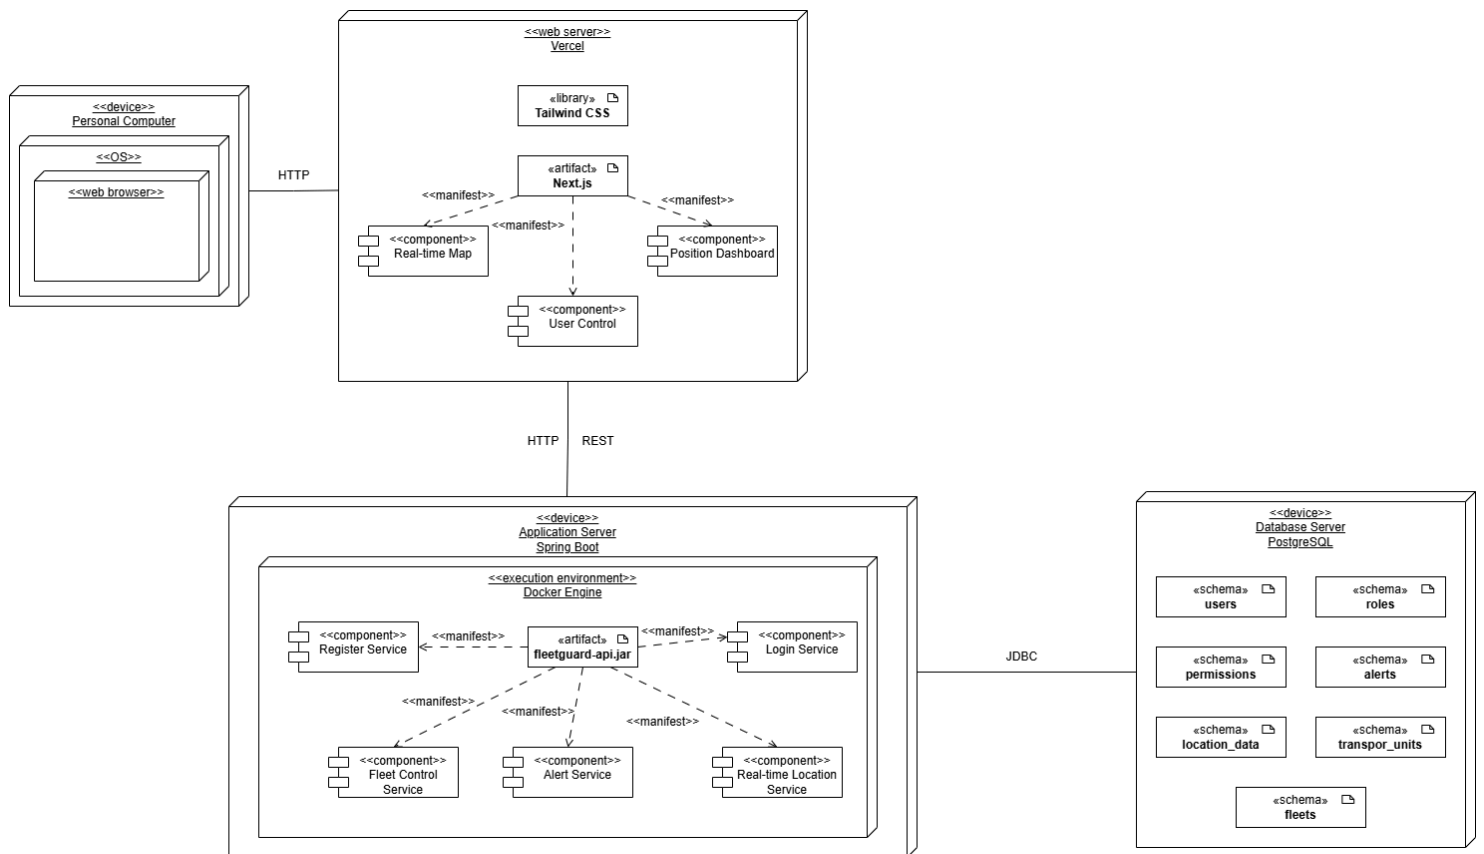 <<web server>>
Vercel
«library»
Tailwind CSS
<<device>>
Personal Computer
<<OS>>
<<web browser>>
HTTP
«artifact»
Next.js
<<manifest>>
<<manifest>>
<<manifest>>
<<component>>
Real-time Map
<<component>>
Position Dashboard
<<component>>
User Control
HTTP
REST
<<device>>
Application Server
Spring Boot
<<execution environment>>
Docker Engine
<<component>>
Register Service
<<manifest>>
«artifact»
fleetguard-api.jar
<<manifest>>
<<component>>
Login Service
<<manifest>>
<<manifest>>
<<manifest>>
<<component>>
Fleet Control
Service
<<component>>
Alert Service
<<component>>
Real-time Location
Service
JDBC
<<device>>
Database Server
PostgreSQL
«schema»
users
«schema»
roles
«schema»
permissions
«schema»
alerts
«schema»
location_data
«schema»
transpor_units
«schema»
fleets